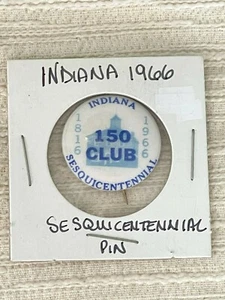 INDIANA 1966
INDIANA
1816
1966
150
CLUB
SESQUICENTENNIAL
SESQUICENTENNIAL
PIN